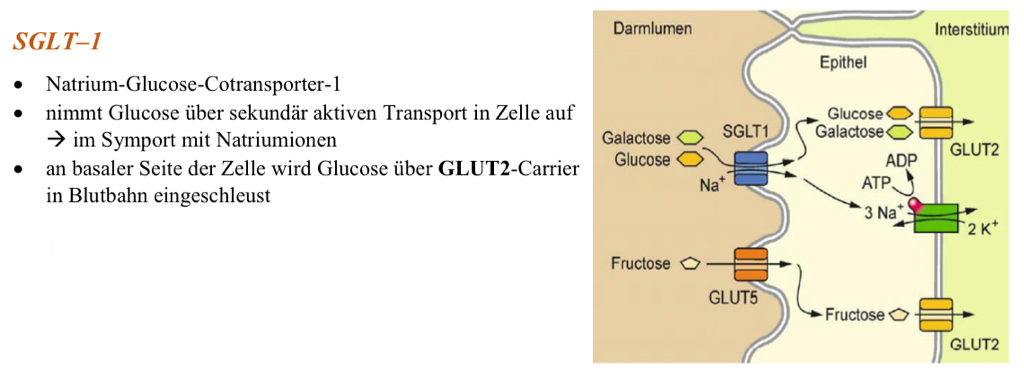 SGLT–1
• Natrium-Glucose-Cotransporter-1
• nimmt Glucose über sekundär aktiven Transport in Zelle auf
→ im Symport mit Natriumionen
• an basaler Seite der Zelle wird Glucose über GLUT2-Carrier
in Blutbahn eingeschleust
Darmlumen
Interstitium
Epithel
Galactose
Glucose
SGLT1
Na+
Glucose
Galactose
GLUT2
ADP
ATP
3 Na+
2 K+
Fructose
GLUT5
Fructose
GLUT2